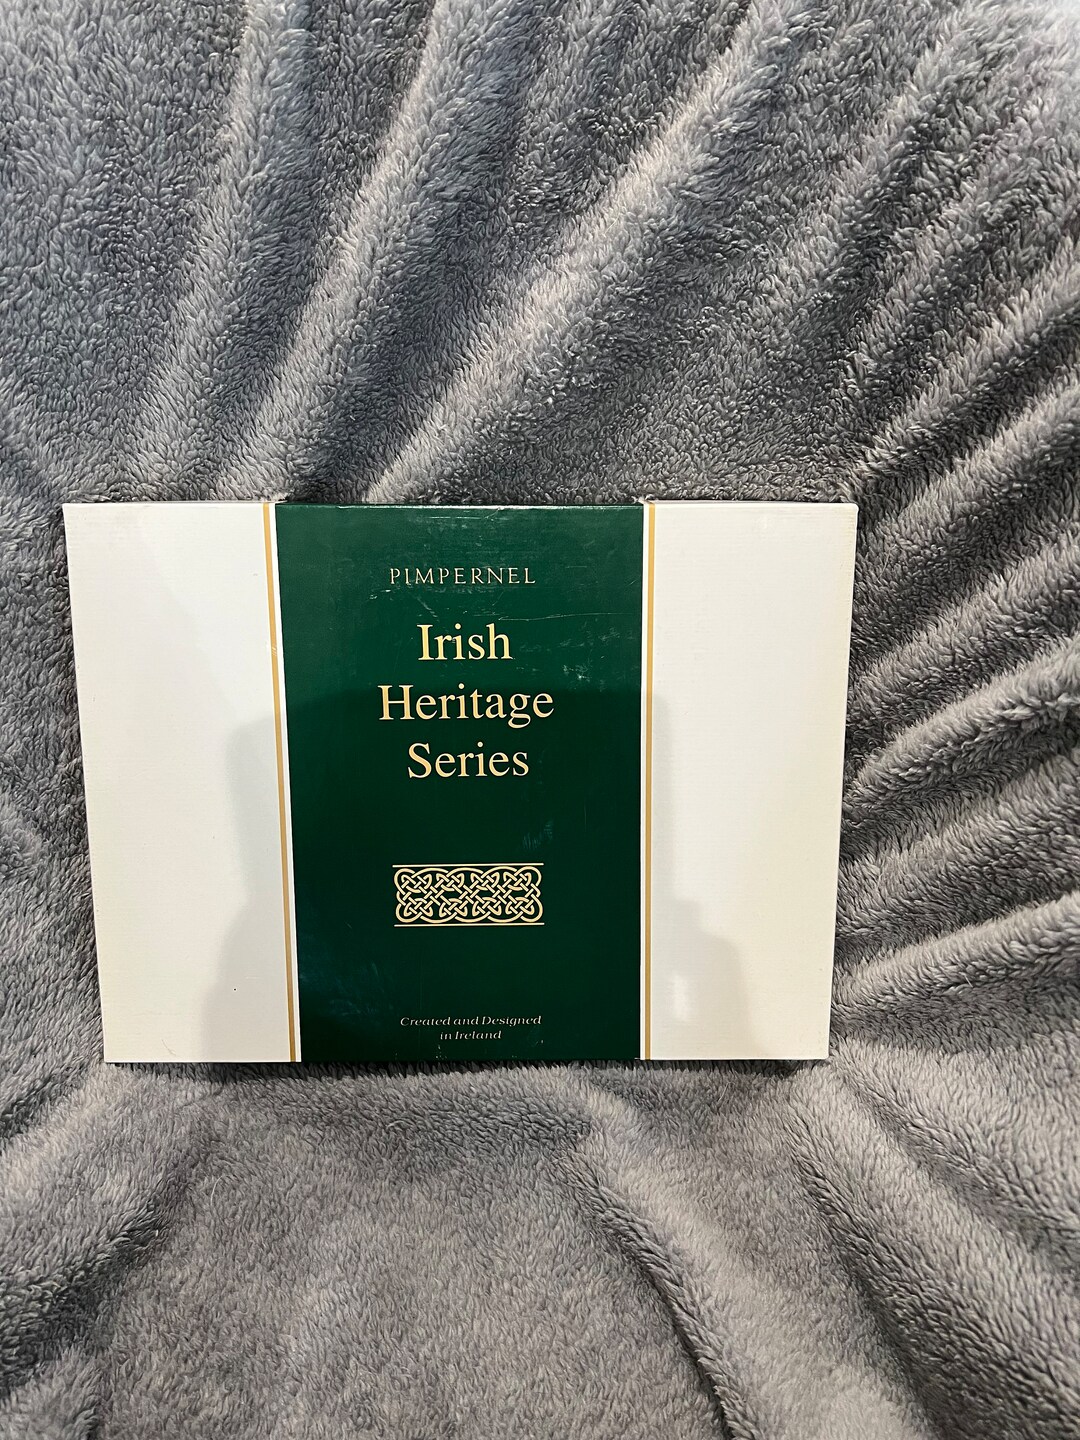 PIMPERNEL
Irish
Heritage
Series
Created and Designed
in Ireland